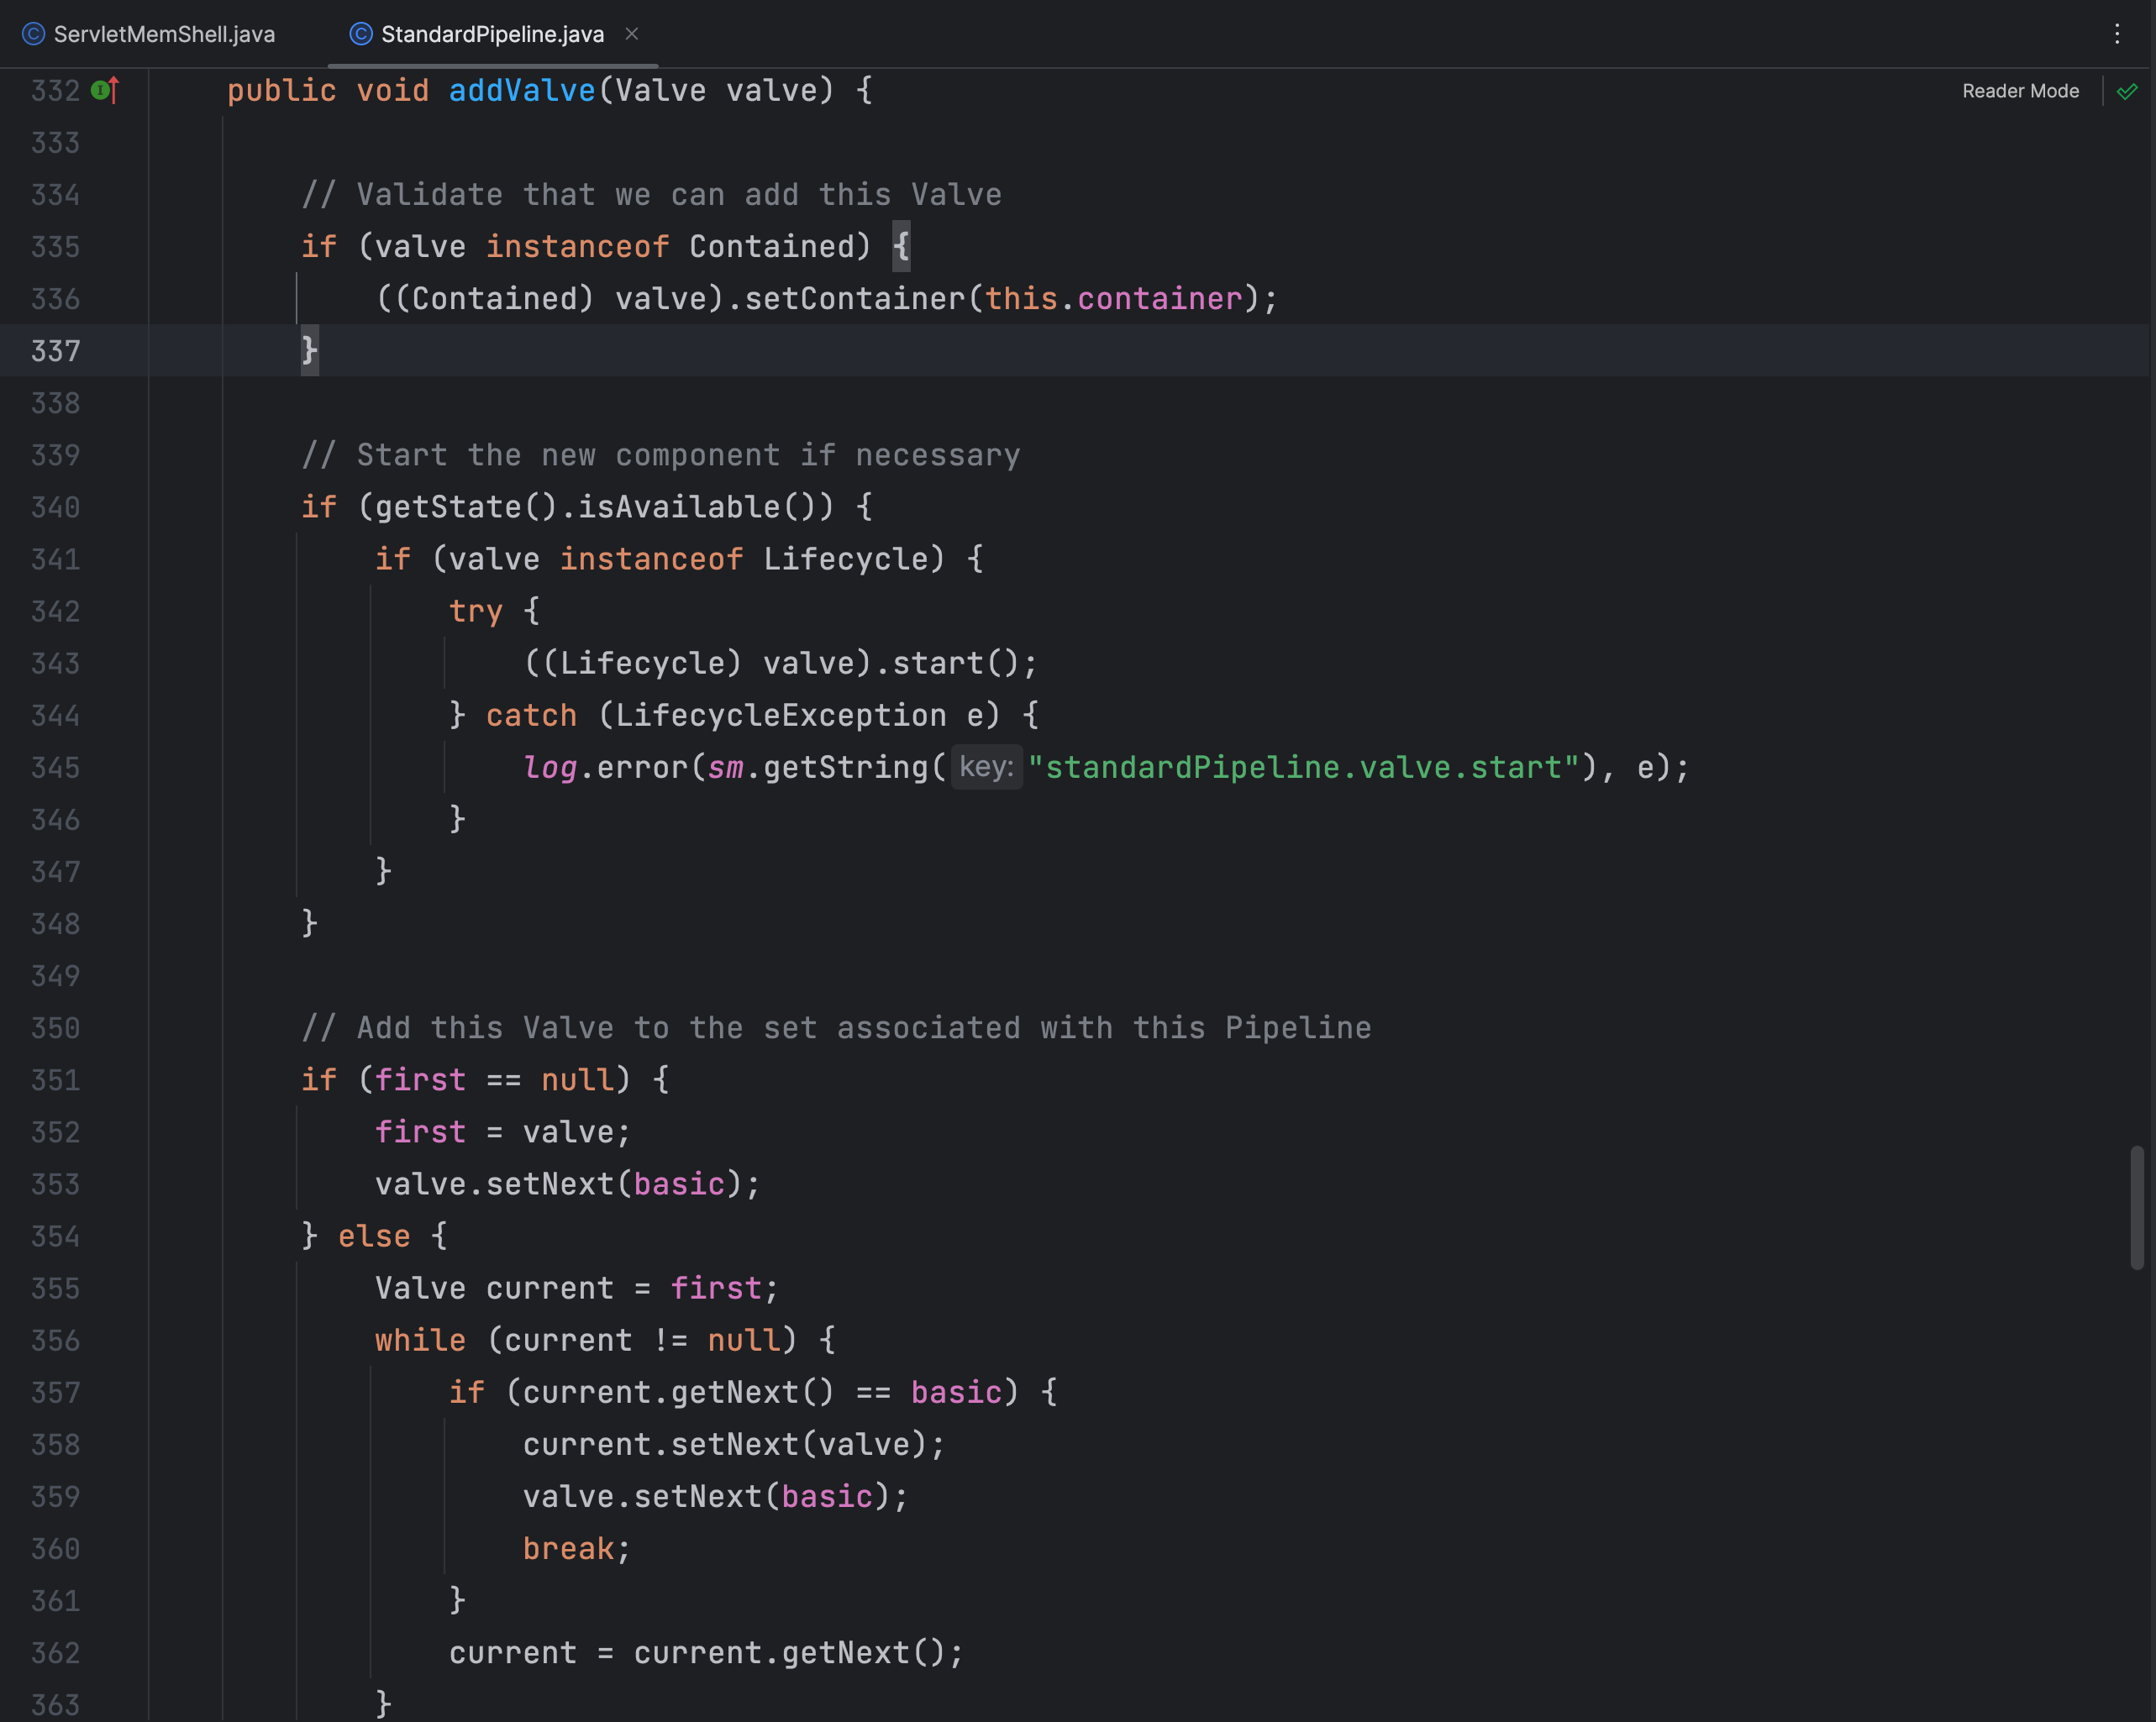 ServletMemShell.java StandardPipeline.java
Reader Mode
332 public void addValve(Valve valve) {
333
334 // Validate that we can add this Valve
335 if (valve instanceof Contained) {
336 ((Contained) valve).setContainer(this.container);
337 }
338
339 // Start the new component if necessary
340 if (getState().isAvailable()) {
341 if (valve instanceof Lifecycle) {
342 try {
343 ((Lifecycle) valve).start();
344 } catch (LifecycleException e) {
345 log.error(sm.getString( key: "standardPipeline.valve.start"), e);
346 }
347 }
348 }
349
350 // Add this Valve to the set associated with this Pipeline
351 if (first == null) {
352 first = valve;
353 valve.setNext(basic);
354 } else {
355 Valve current = first;
356 while (current != null) {
357 if (current.getNext() == basic) {
358 current.setNext(valve);
359 valve.setNext(basic);
360 break;
361 }
362 current = current.getNext();
363 }